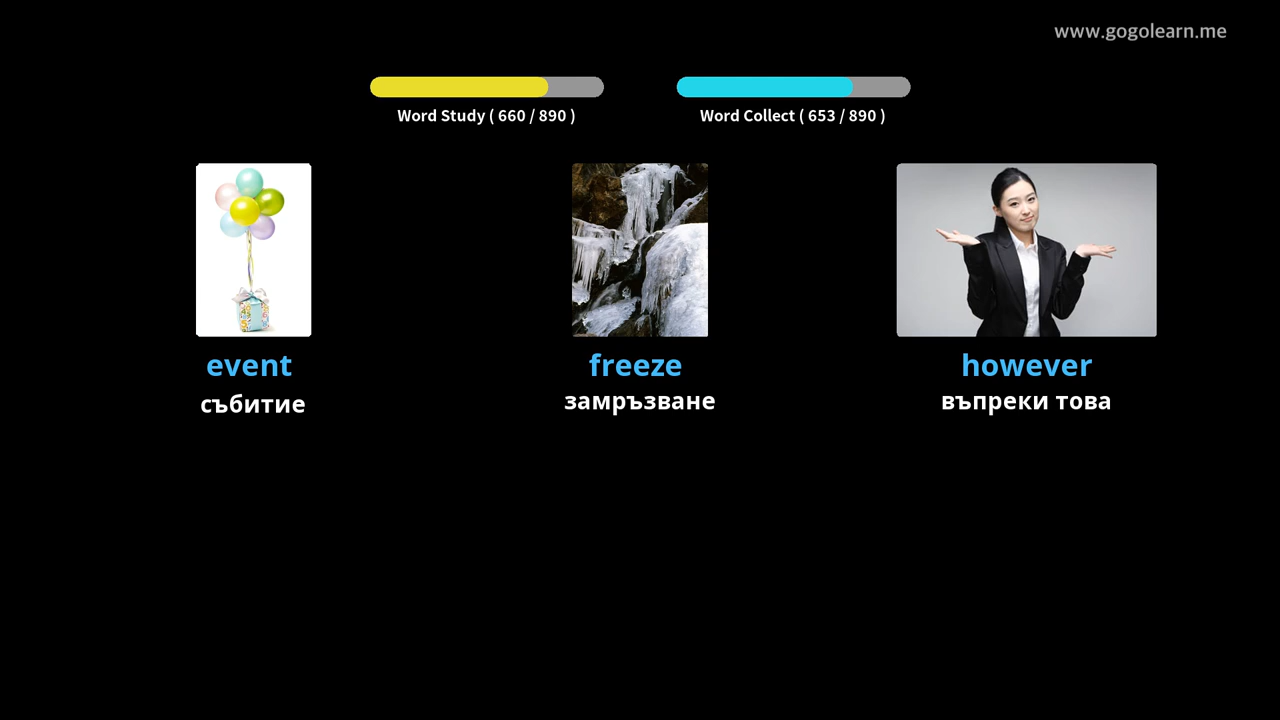 www.gogolearn.me
Word Study ( 660 / 890 )
Word Collect ( 653 / 890 )
event
freeze
however
събитие
замръзване
въпреки това